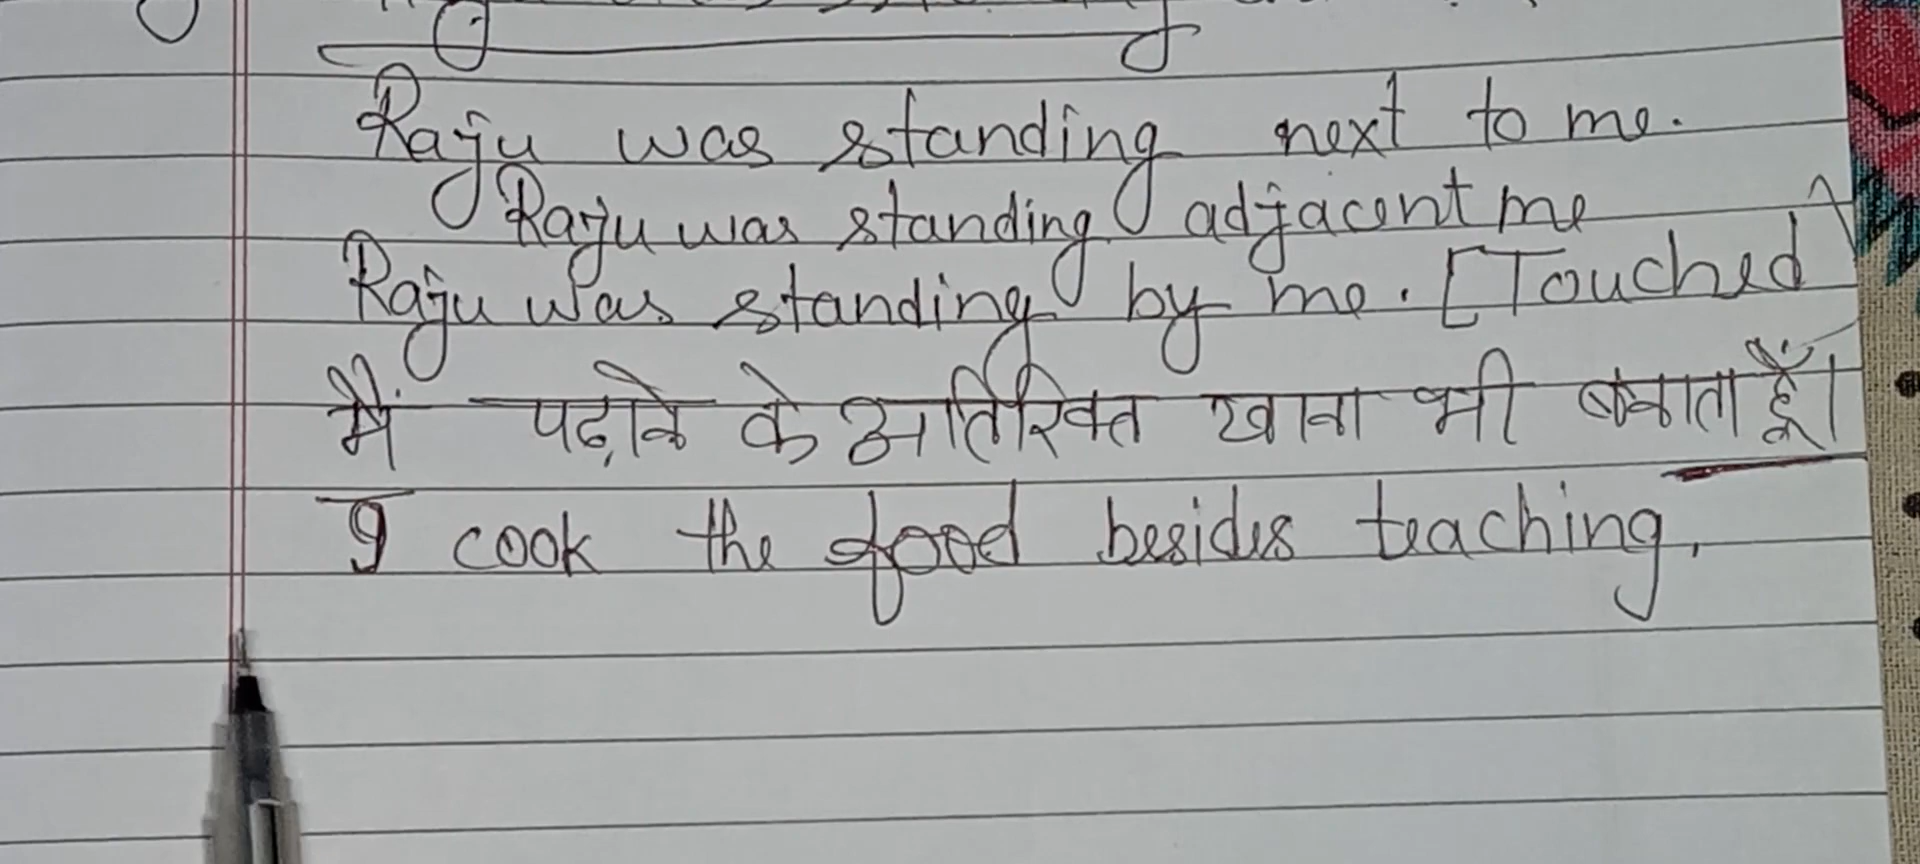 Raju was standing next to me.
Raju was standing adjacent me
Raju was standing by me. [Touched]
मैं पढ़ाने के अतिरिक्त खाना भी बनाता हूँ।
I cook the food besides teaching.